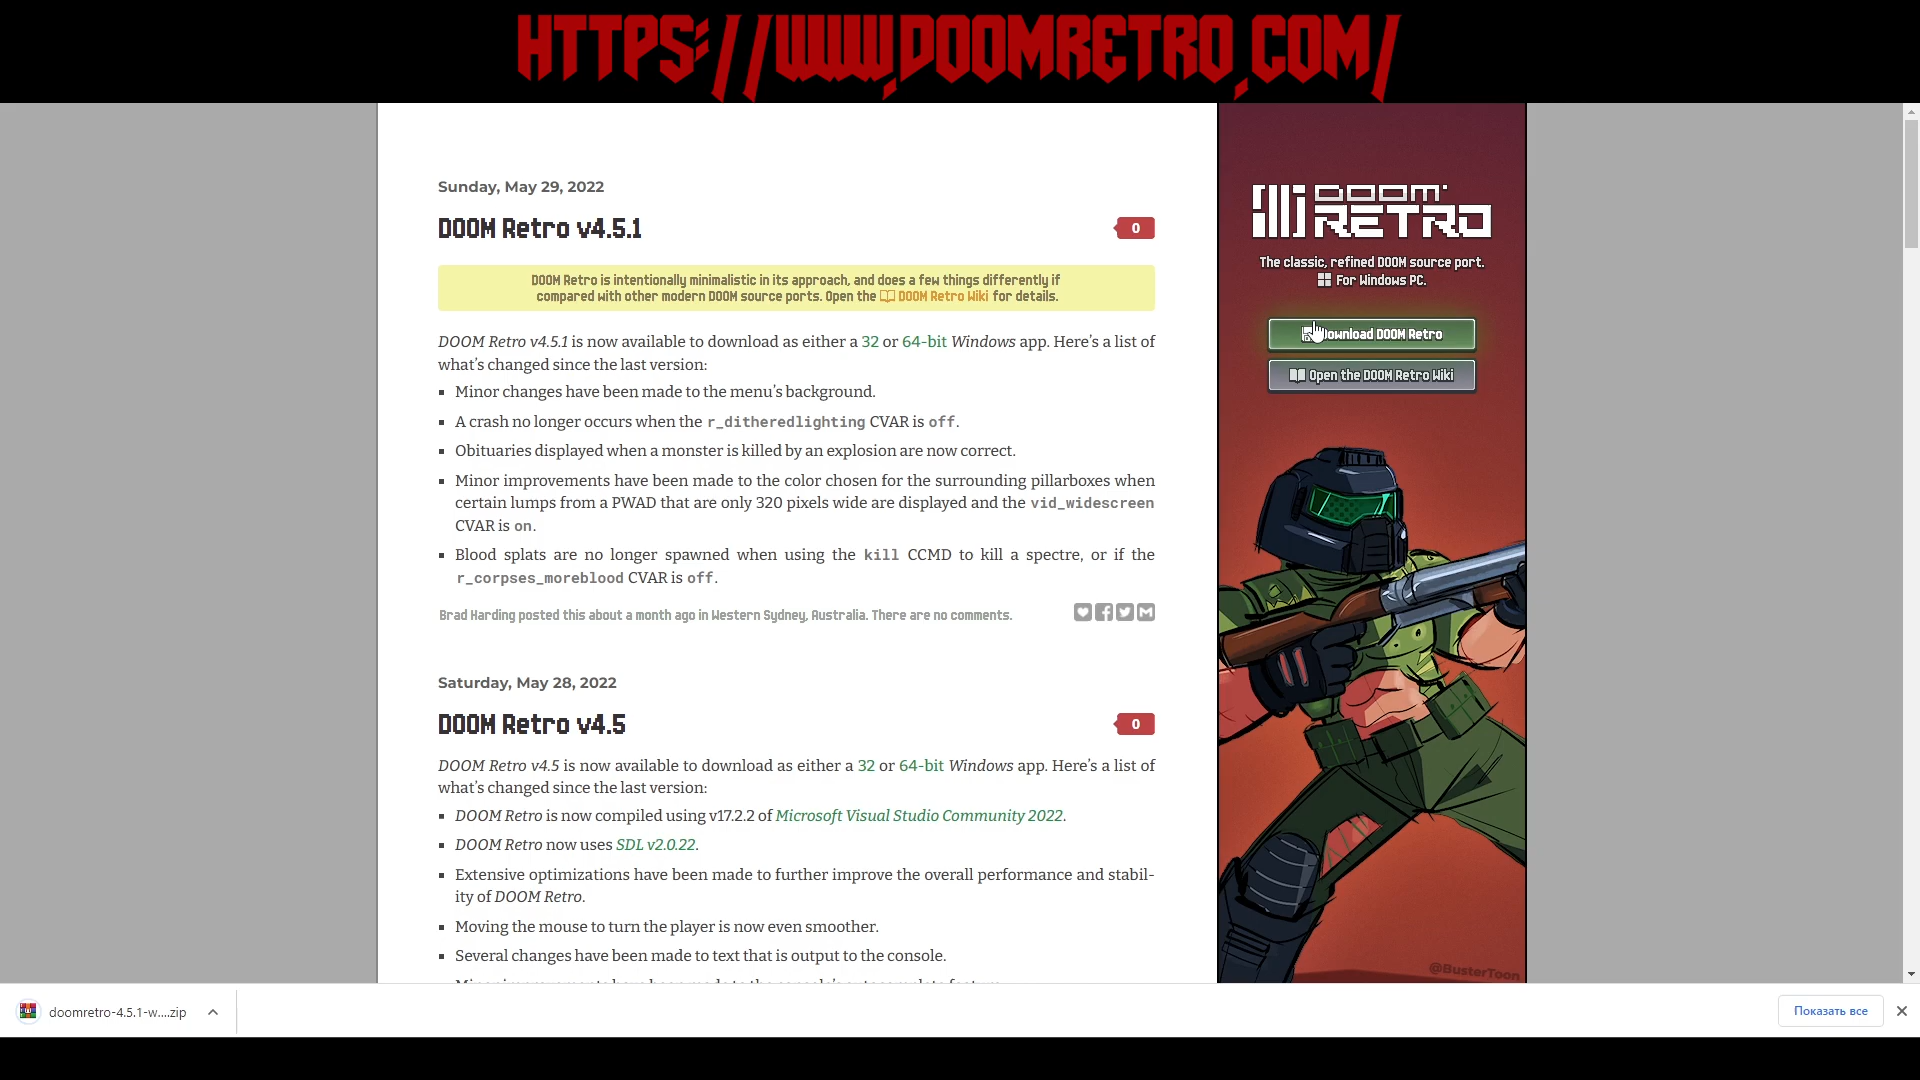 HTTPS://WWW.DOOMRETRO.COM/
Sunday, May 29, 2022
DOOM Retro v4.5.1
0
DOOM Retro is intentionally minimalistic in its approach, and does a few things differently if
compared with other modern DOOM source ports. Open the DOOM Retro Wiki for details.
DOOM Retro v4.5.1 is now available to download as either a 32 or 64-bit Windows app. Here's a list of
what's changed since the last version:
▪ Minor changes have been made to the menu's background.
▪ A crash no longer occurs when the r_ditheredlighting CVAR is off.
▪ Obituaries displayed when a monster is killed by an explosion are now correct.
▪ Minor improvements have been made to the color chosen for the surrounding pillarboxes when
certain lumps from a PWAD that are only 320 pixels wide are displayed and the vid_widescreen
CVAR is on.
▪ Blood splats are no longer spawned when using the kill CCMD to kill a spectre, or if the
r_corpses_moreblood CVAR is off.
Brad Harding posted this about a month ago in Western Sydney, Australia. There are no comments.
Saturday, May 28, 2022
DOOM Retro v4.5
0
DOOM Retro v4.5 is now available to download as either a 32 or 64-bit Windows app. Here's a list of
what's changed since the last version:
▪ DOOM Retro is now compiled using v17.2.2 of Microsoft Visual Studio Community 2022.
▪ DOOM Retro now uses SDL v2.0.22.
▪ Extensive optimizations have been made to further improve the overall performance and stabil-
ity of DOOM Retro.
▪ Moving the mouse to turn the player is now even smoother.
▪ Several changes have been made to text that is output to the console.
DOOM
RETRO
The classic, refined DOOM source port.
For Windows PC.
Download DOOM Retro
Open the DOOM Retro Wiki
@BusterToon
doomretro-4.5.1-w....zip
Показать все